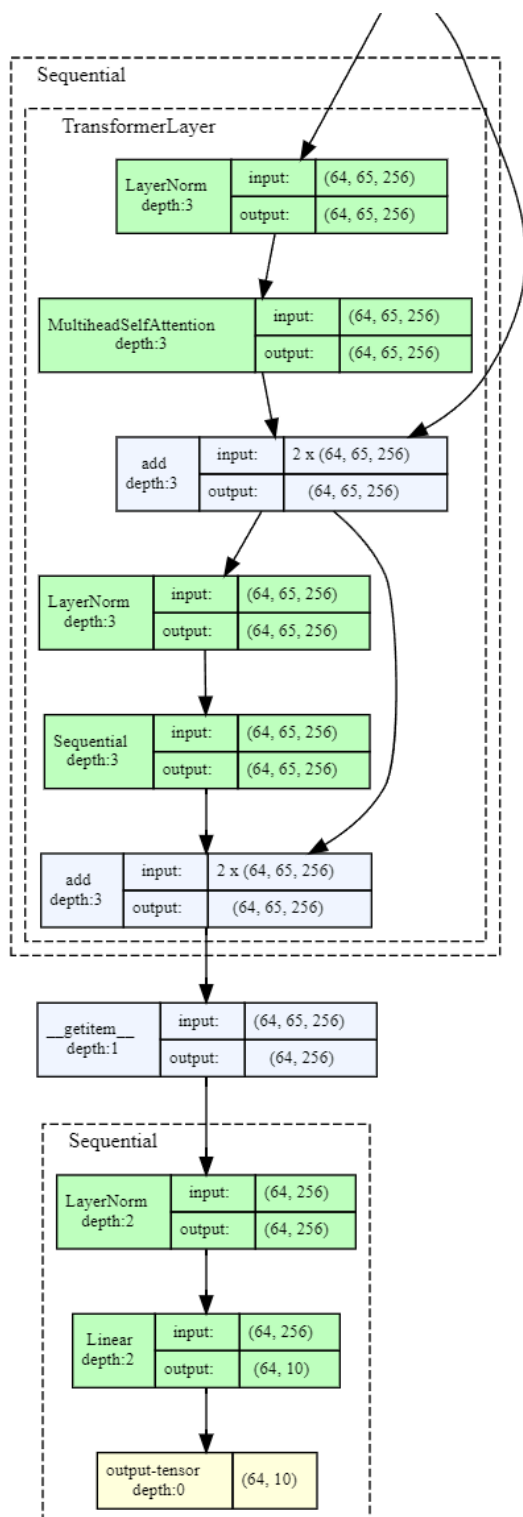 Sequential
TransformerLayer
LayerNorm
depth:3
input:
(64, 65, 256)
output:
(64, 65, 256)
MultiheadSelfAttention
depth:3
input:
(64, 65, 256)
output:
(64, 65, 256)
add
depth:3
input:
2 x (64, 65, 256)
output:
(64, 65, 256)
LayerNorm
depth:3
input:
(64, 65, 256)
output:
(64, 65, 256)
Sequential
depth:3
input:
(64, 65, 256)
output:
(64, 65, 256)
add
depth:3
input:
2 x (64, 65, 256)
output:
(64, 65, 256)
__getitem__
depth:1
input:
(64, 65, 256)
output:
(64, 256)
Sequential
LayerNorm
depth:2
input:
(64, 256)
output:
(64, 256)
Linear
depth:2
input:
(64, 256)
output:
(64, 10)
output-tensor
depth:0
(64, 10)